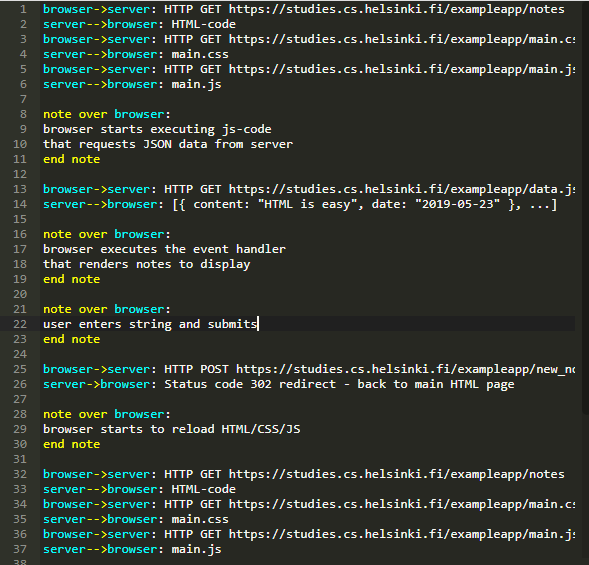 1 browser->server: HTTP GET https://studies.cs.helsinki.fi/exampleapp/notes
2 server-->browser: HTML-code
3 browser->server: HTTP GET https://studies.cs.helsinki.fi/exampleapp/main.cs
4 server-->browser: main.css
5 browser->server: HTTP GET https://studies.cs.helsinki.fi/exampleapp/main.js
6 server-->browser: main.js
7
8 note over browser:
9 browser starts executing js-code
10 that requests JSON data from server
11 end note
12
13 browser->server: HTTP GET https://studies.cs.helsinki.fi/exampleapp/data.js
14 server-->browser: [{ content: "HTML is easy", date: "2019-05-23" }, ...]
15
16 note over browser:
17 browser executes the event handler
18 that renders notes to display
19 end note
20
21 note over browser:
22 user enters string and submits
23 end note
24
25 browser->server: HTTP POST https://studies.cs.helsinki.fi/exampleapp/new_no
26 server->browser: Status code 302 redirect - back to main HTML page
27
28 note over browser:
29 browser starts to reload HTML/CSS/JS
30 end note
31
32 browser->server: HTTP GET https://studies.cs.helsinki.fi/exampleapp/notes
33 server-->browser: HTML-code
34 browser->server: HTTP GET https://studies.cs.helsinki.fi/exampleapp/main.cs
35 server-->browser: main.css
36 browser->server: HTTP GET https://studies.cs.helsinki.fi/exampleapp/main.js
37 server-->browser: main.js
38